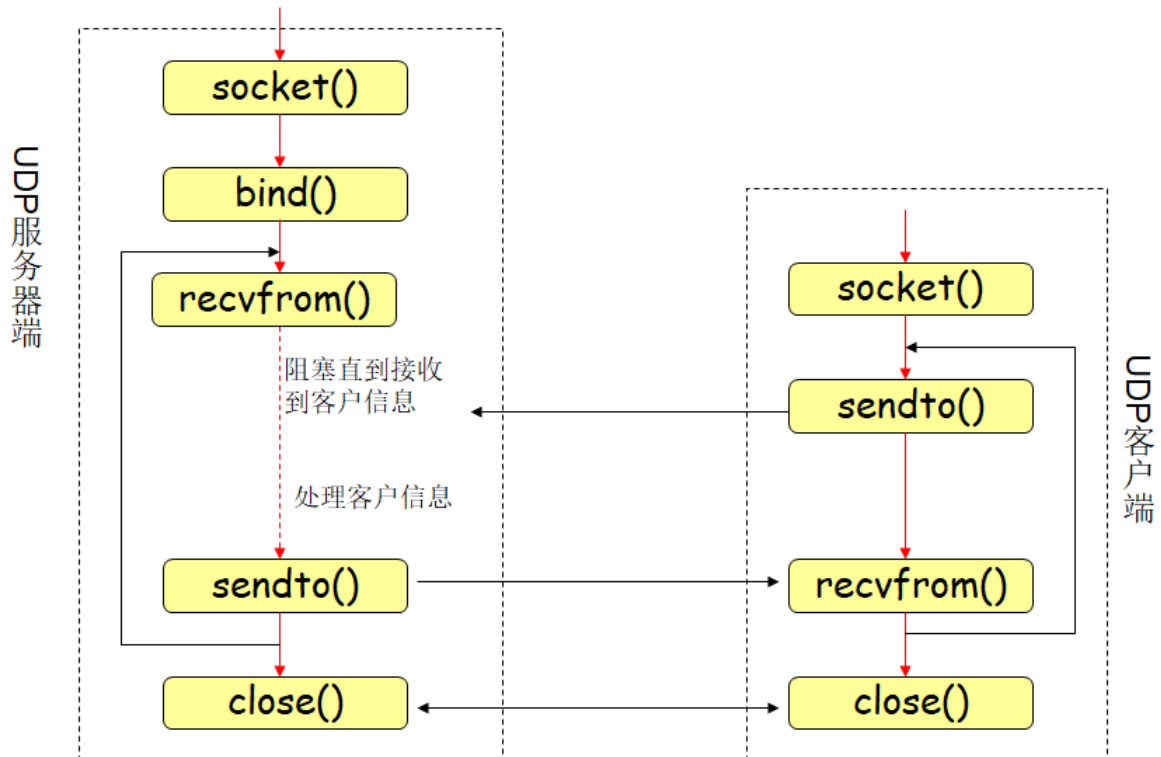 UDP服务器端
socket()
bind()
recvfrom()
阻塞直到接收
到客户信息
处理客户信息
sendto()
close()
socket()
sendto()
recvfrom()
close()
UDP客户端